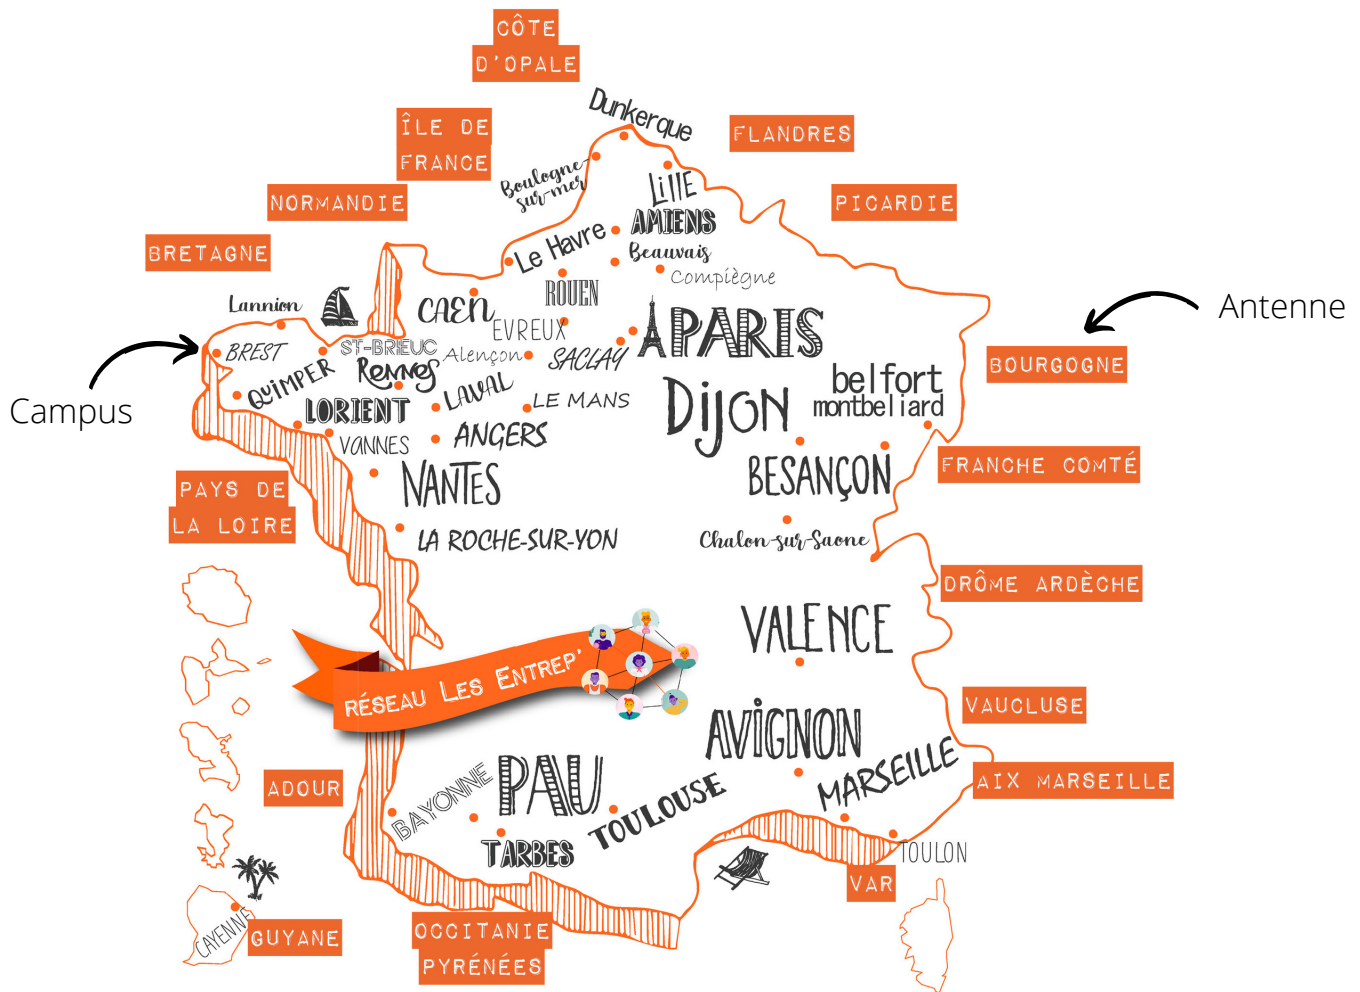 CÔTE
D'OPALE
Dunkerque
ÎLE DE
FRANCE
FLANDRES
Boulogne-
sur-mer
LILLE
NORMANDIE
PICARDIE
AMIENS
Le Havre
BRETAGNE
Beauvais
Compiègne
Lannion
CAEN
ROUEN
EVREUX
PARIS
Antenne
BREST
ST-BRIEUC
Alençon
SACLAY
BOURGOGNE
QUIMPER
RENNES
LAVAL
LE MANS
Dijon
belfort
montbeliard
Campus
LORIENT
VANNES
ANGERS
FRANCHE COMTÉ
NANTES
BESANÇON
PAYS DE
LA LOIRE
LA ROCHE-SUR-YON
Chalon-sur-Saone
DRÔME ARDÈCHE
VALENCE
RÉSEAU LES ENTREP'
VAUCLUSE
AVIGNON
ADOUR
BAYONNE
PAU
TOULOUSE
MARSEILLE
AIX MARSEILLE
TARBES
TOULON
VAR
CAYENNE
GUYANE
OCCITANIE
PYRÉNÉES